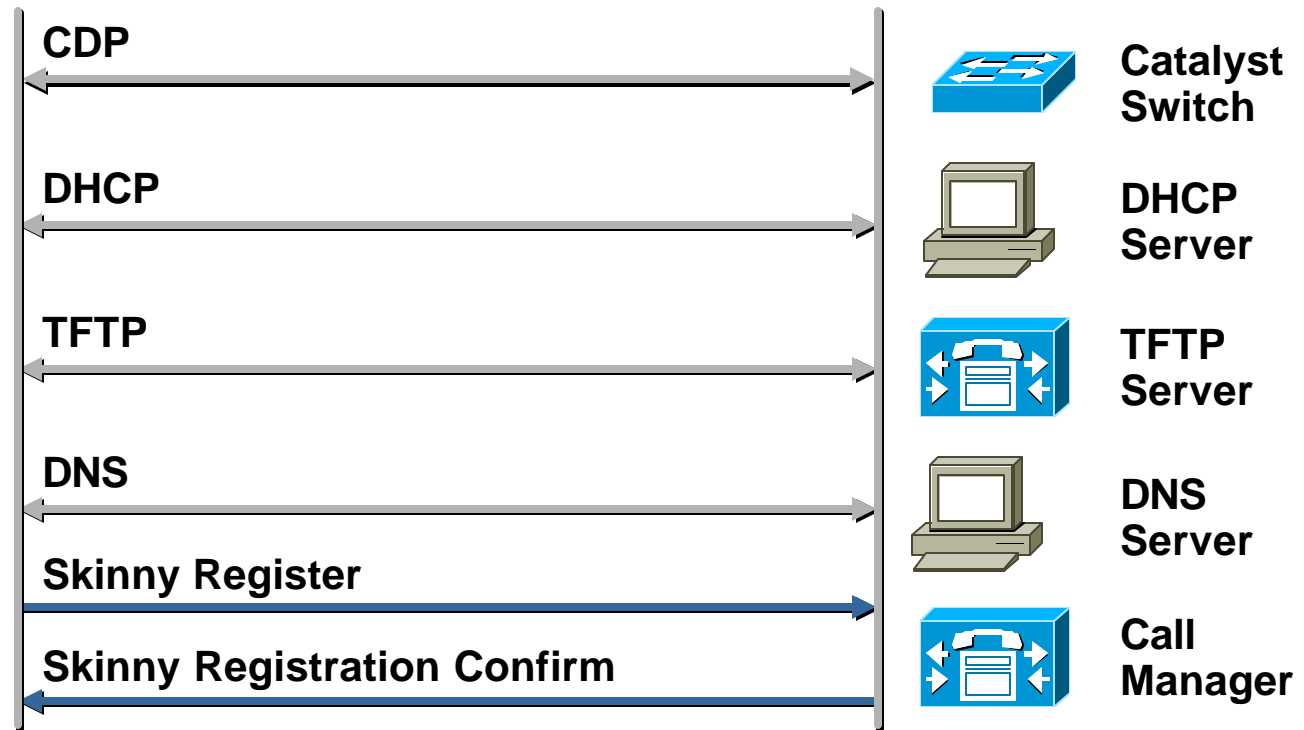 CDP
Catalyst
Switch
DHCP
DHCP
Server
TFTP
TFTP
Server
DNS
DNS
Server
Skinny Register
Skinny Registration Confirm
Call
Manager